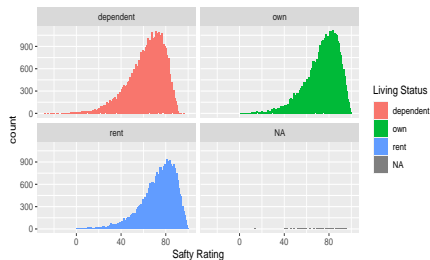 dependent
own
900
600
300
0
rent
NA
900
600
300
0
0
40
80
0
40
80
count
Salty Rating
Living Status
dependent
own
rent
NA